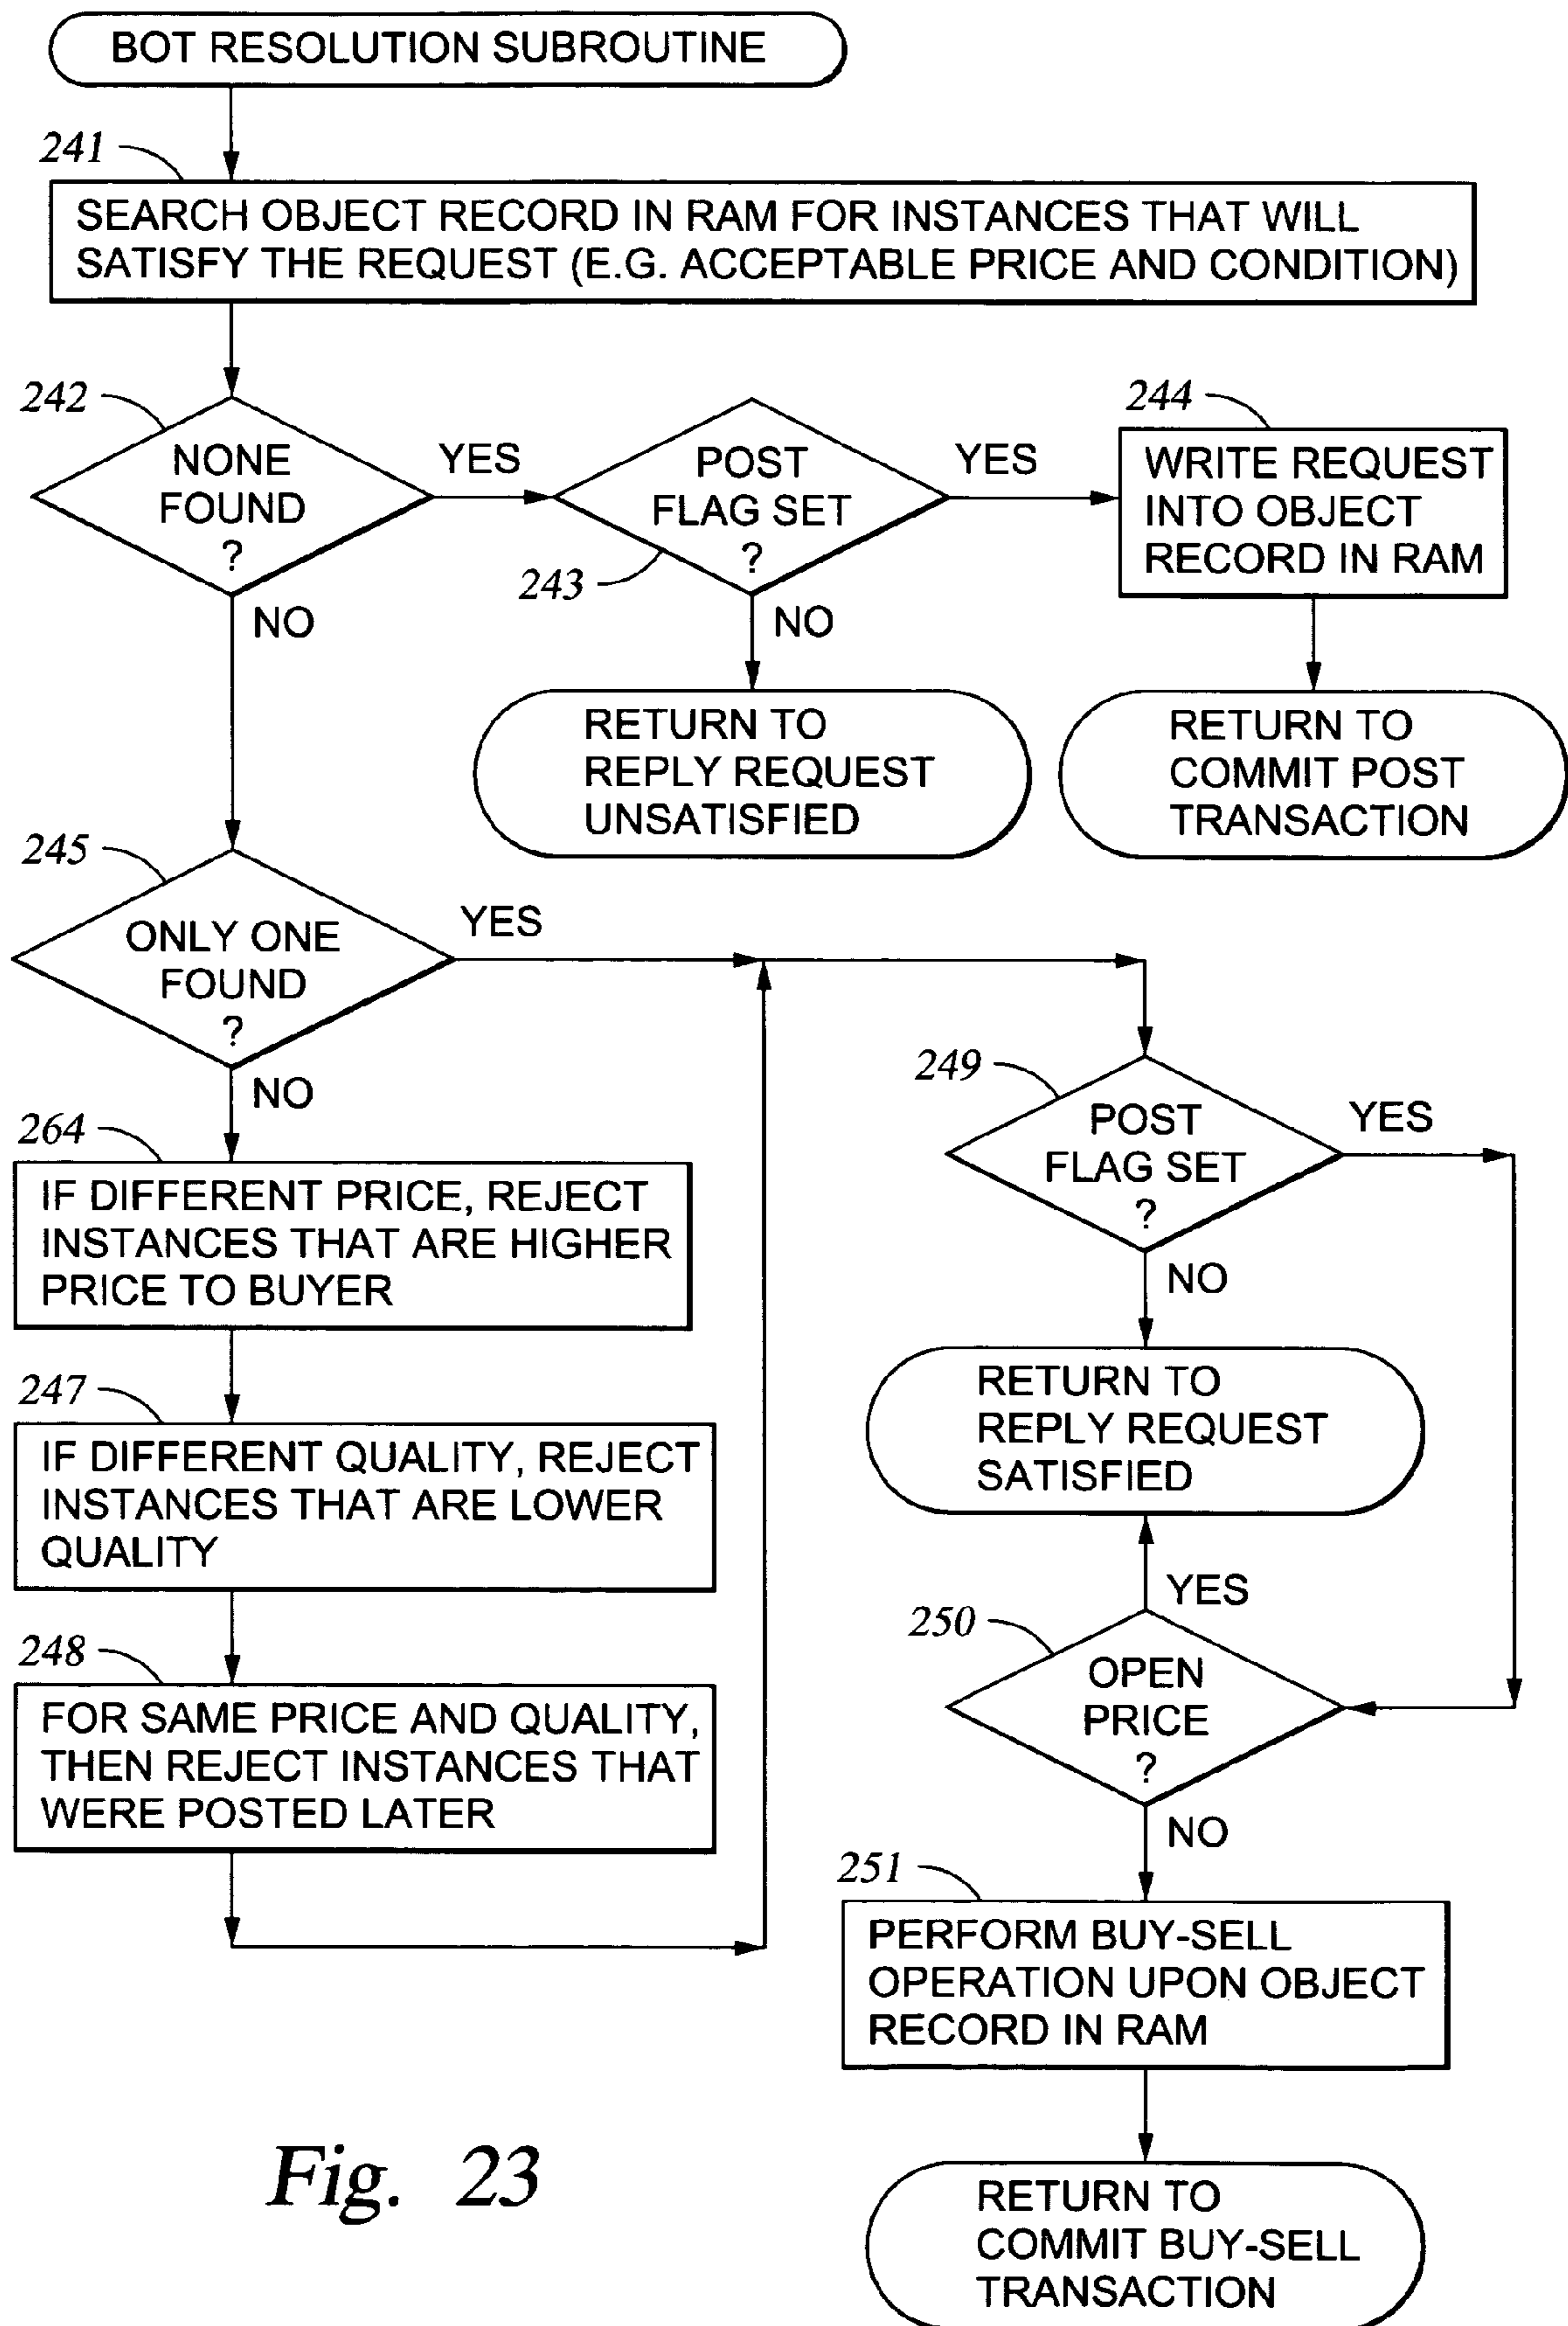 BOT RESOLUTION SUBROUTINE
241
SEARCH OBJECT RECORD IN RAM FOR INSTANCES THAT WILL
SATISFY THE REQUEST (E.G. ACCEPTABLE PRICE AND CONDITION)
242
NONE
FOUND
?
YES
NO
POST
FLAG SET
?
243
YES
NO
244
WRITE REQUEST
INTO OBJECT
RECORD IN RAM
RETURN TO
REPLY REQUEST
UNSATISFIED
RETURN TO
COMMIT POST
TRANSACTION
245
ONLY ONE
FOUND
?
YES
NO
264
IF DIFFERENT PRICE, REJECT
INSTANCES THAT ARE HIGHER
PRICE TO BUYER
247
IF DIFFERENT QUALITY, REJECT
INSTANCES THAT ARE LOWER
QUALITY
248
FOR SAME PRICE AND QUALITY,
THEN REJECT INSTANCES THAT
WERE POSTED LATER
249
POST
FLAG SET
?
YES
NO
RETURN TO
REPLY REQUEST
SATISFIED
YES
250
OPEN
PRICE
?
NO
251
PERFORM BUY-SELL
OPERATION UPON OBJECT
RECORD IN RAM
RETURN TO
COMMIT BUY-SELL
TRANSACTION
Fig. 23